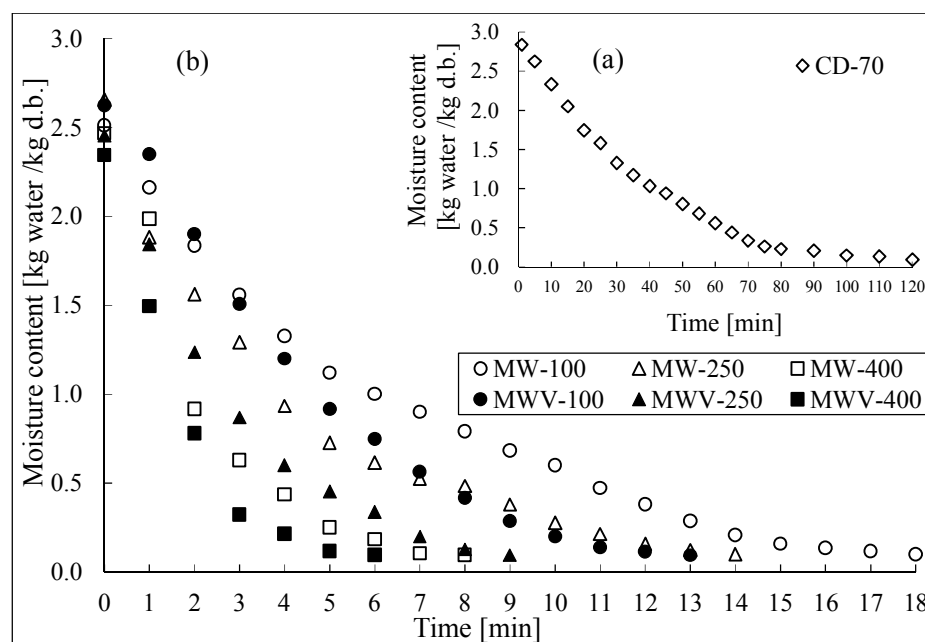 (b)
Moisture content [kg water /kg d.b.]
3.0
2.5
2.0
1.5
1.0
0.5
0.0
0 1 2 3 4 5 6 7 8 9 10 11 12 13 14 15 16 17 18
Time [min]
(a)
CD-70
Moisture content
[kg water /kg d.b.]
3.0
2.5
2.0
1.5
1.0
0.5
0.0
0 10 20 30 40 50 60 70 80 90 100 110 120
Time [min]
MW-100 MW-250 MW-400
MWV-100 MWV-250 MWV-400